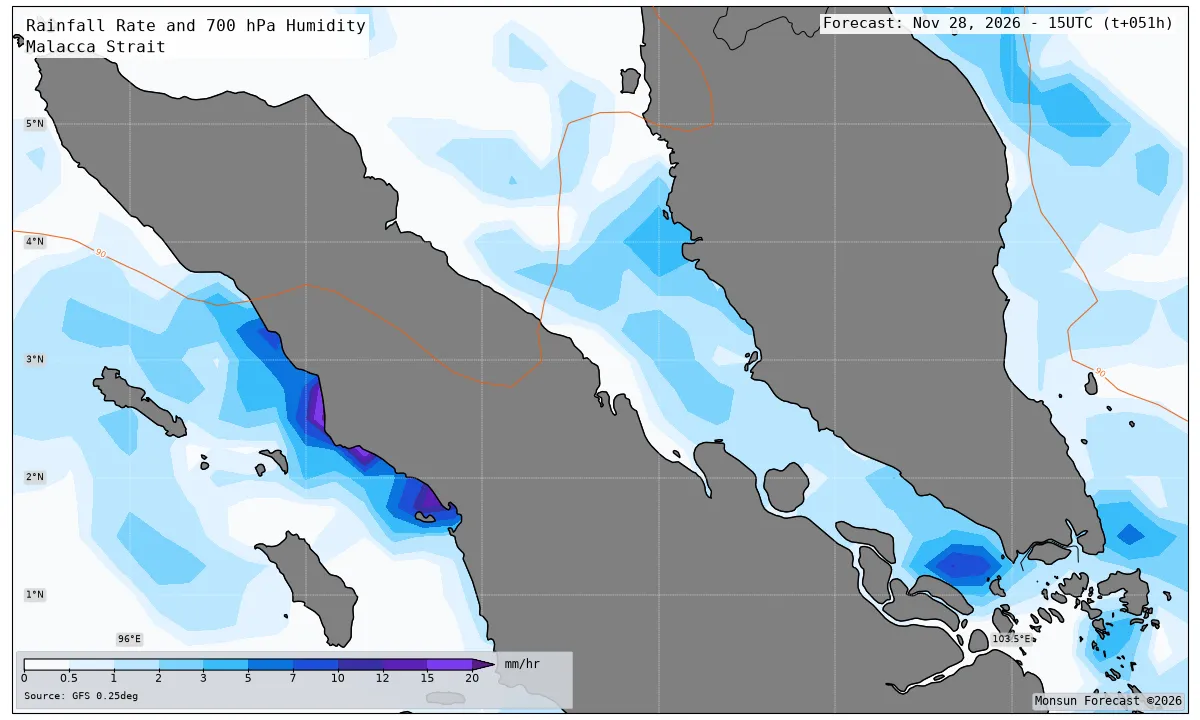 Rainfall Rate and 700 hPa Humidity
Malacca Strait
Forecast: Nov 28, 2026 - 15UTC (t+051h)
5°N
4°N
90
3°N
90
2°N
1°N
96°E
103.5°E
mm/hr
0 0.5 1 2 3 5 7 10 12 15 20
Source: GFS 0.25deg
Monsun Forecast ©2026